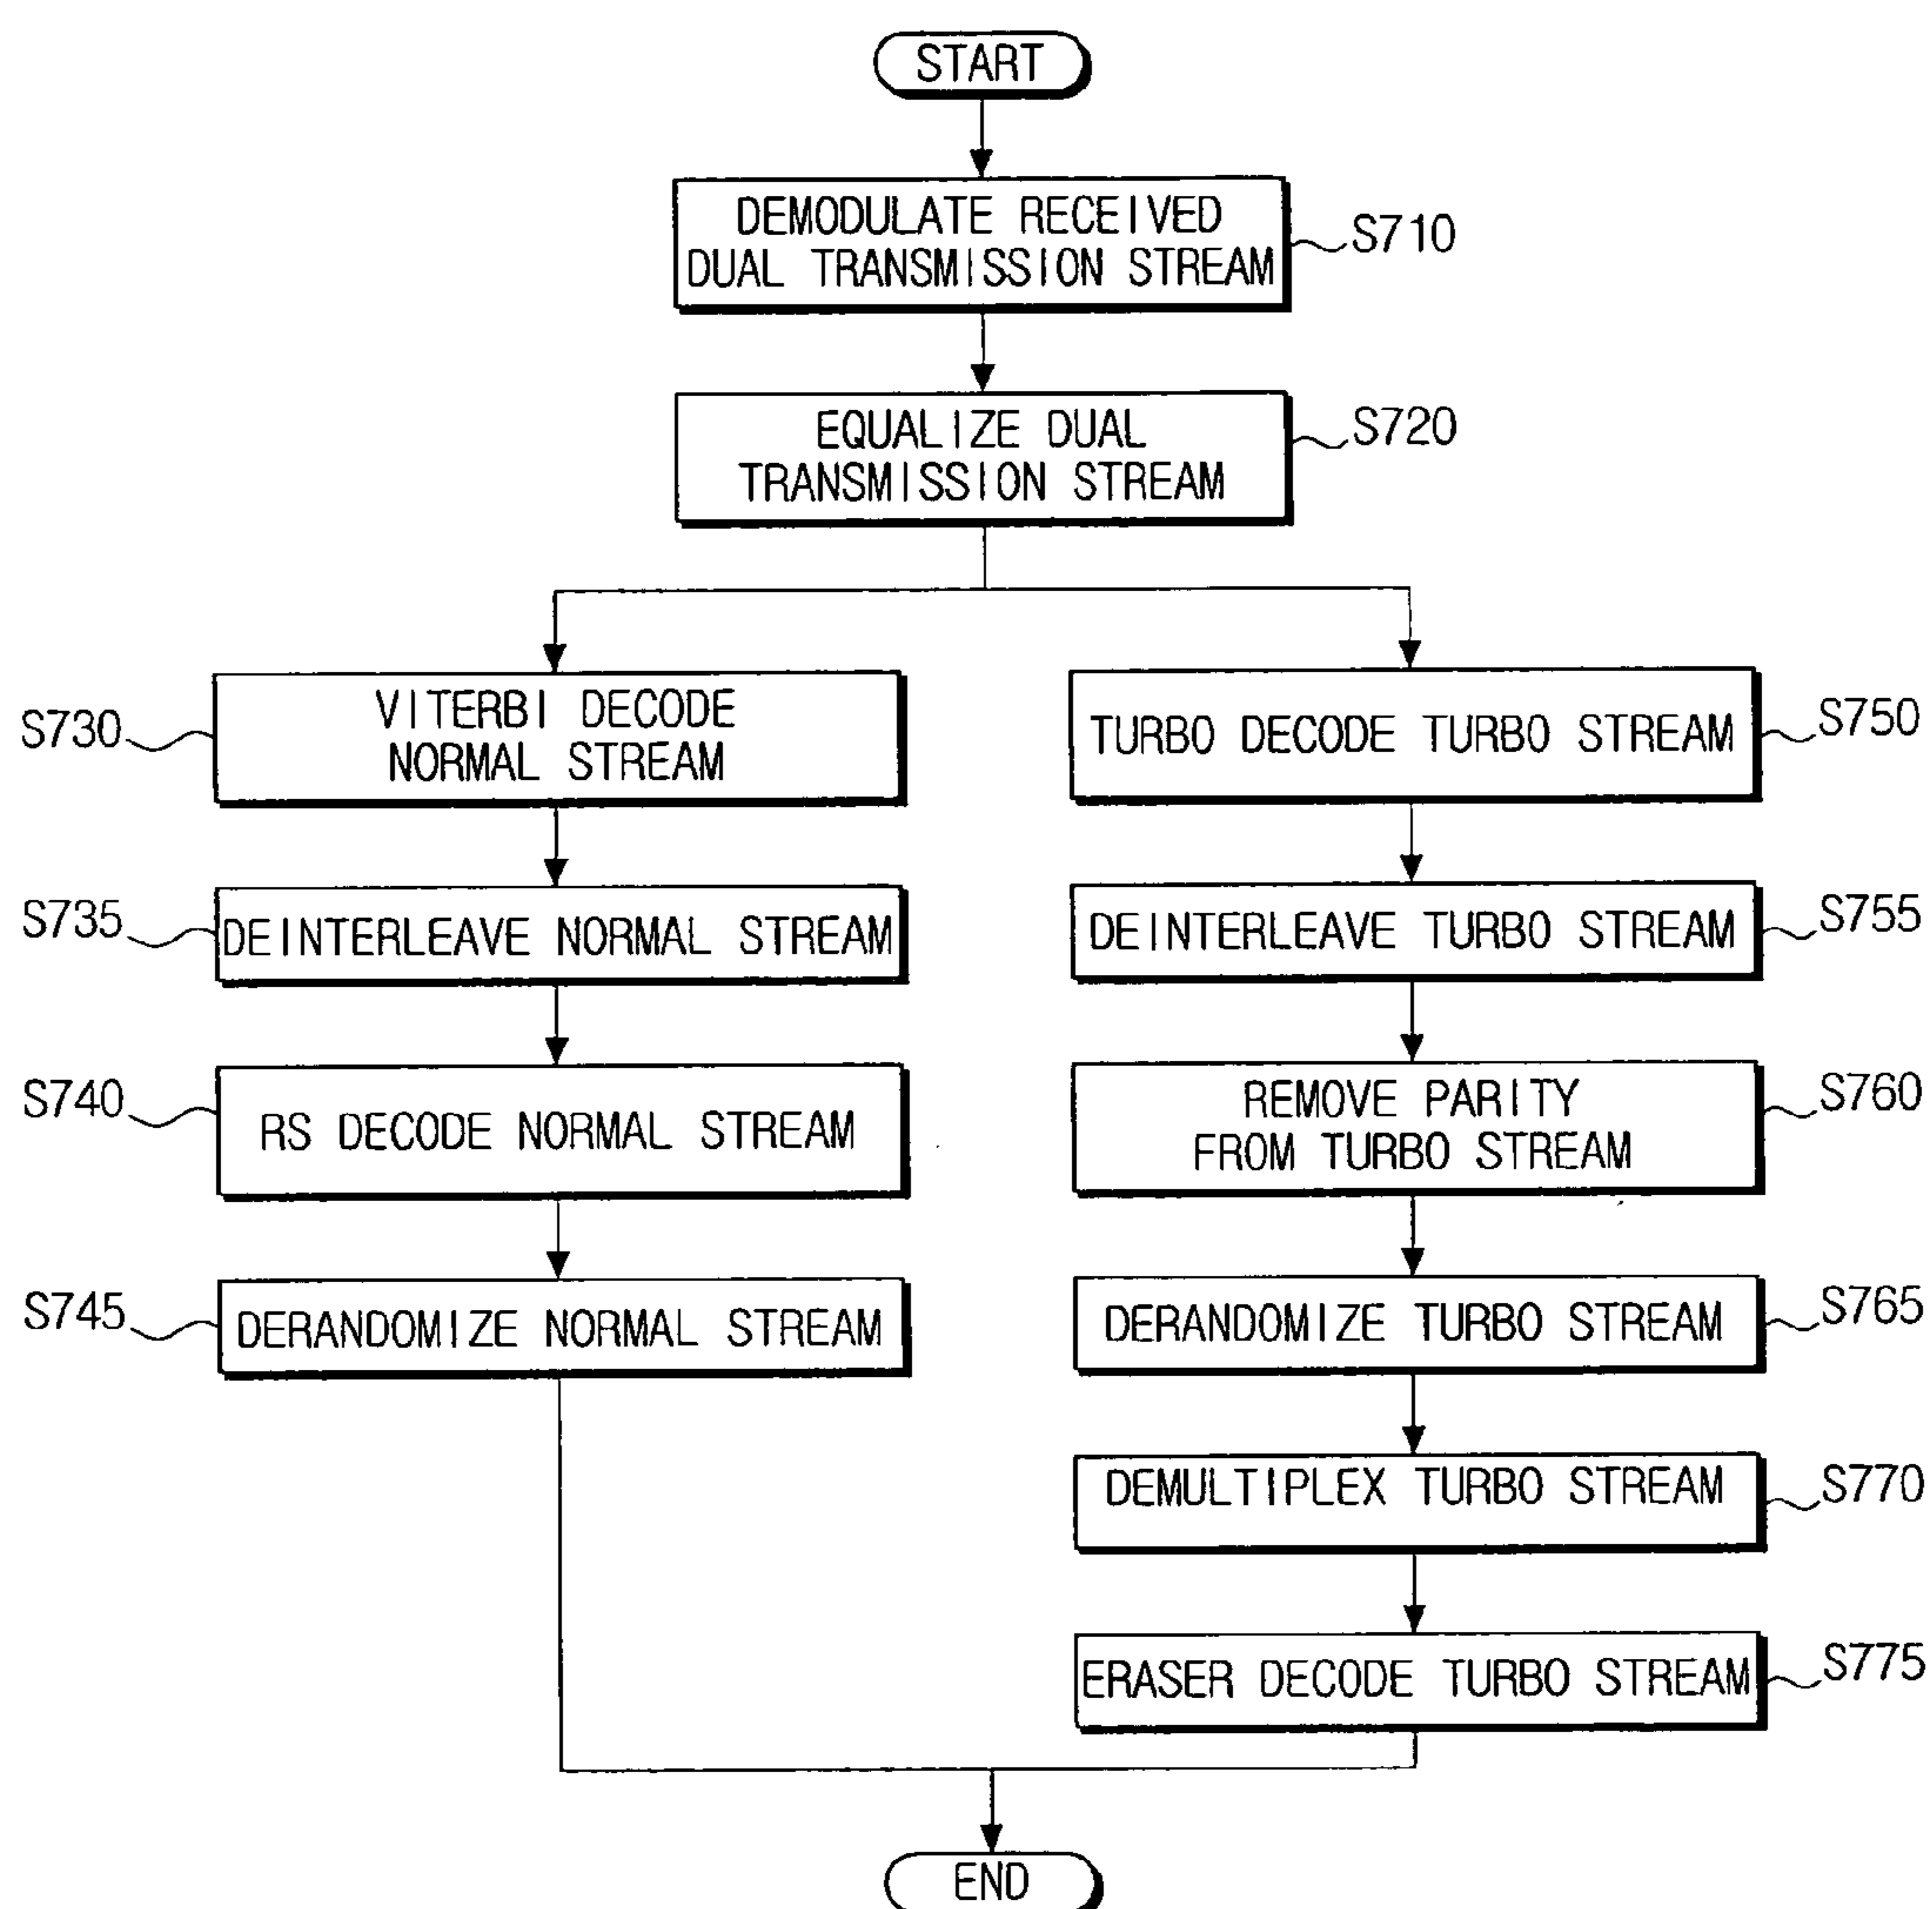 START
DEMODULATE RECEIVED
DUAL TRANSMISSION STREAM
S710
EQUALIZE DUAL
TRANSMISSION STREAM
S720
S730
VITERBI DECODE
NORMAL STREAM
S735
DEINTERLEAVE NORMAL STREAM
S740
RS DECODE NORMAL STREAM
S745
DERANDOMIZE NORMAL STREAM
TURBO DECODE TURBO STREAM
S750
DEINTERLEAVE TURBO STREAM
S755
REMOVE PARITY
FROM TURBO STREAM
S760
DERANDOMIZE TURBO STREAM
S765
DEMULTIPLEX TURBO STREAM
S770
ERASER DECODE TURBO STREAM
S775
END